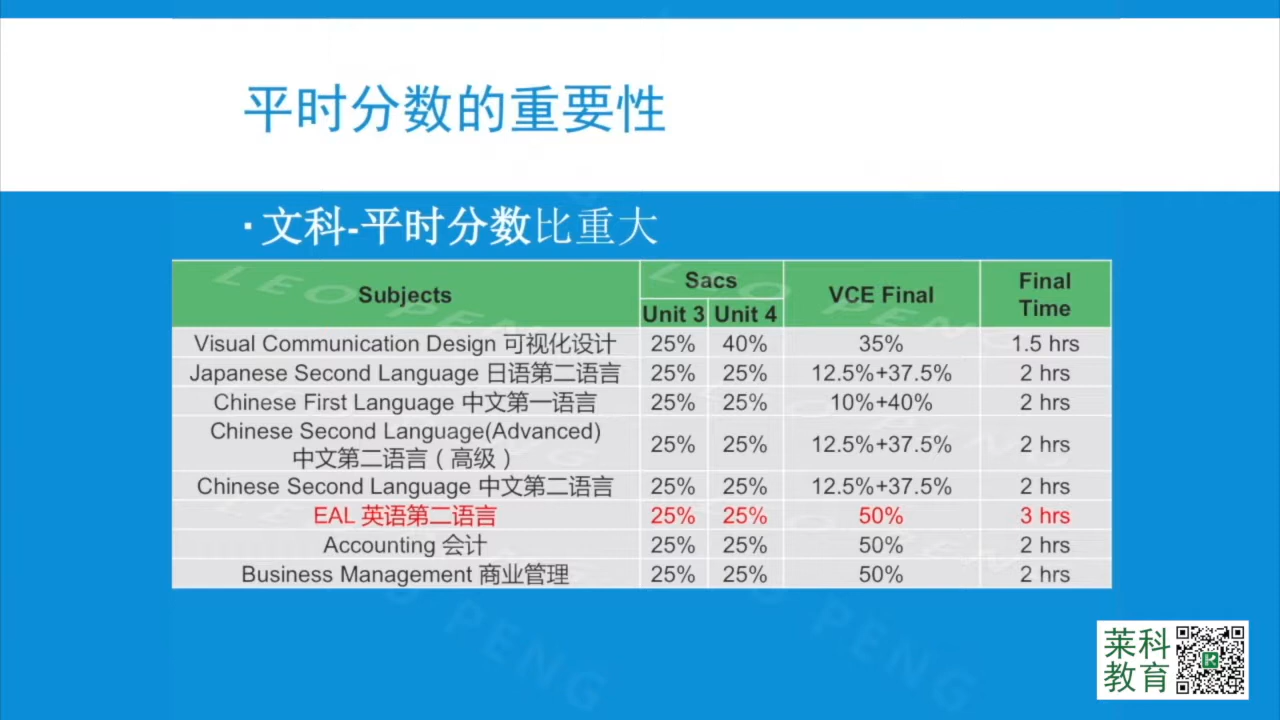 平时分数的重要性
▪文科-平时分数比重大
Subjects Sacs VCE Final Final Time
Unit 3 Unit 4
Visual Communication Design 可视化设计 25% 40% 35% 1.5 hrs
Japanese Second Language 日语第二语言 25% 25% 12.5%+37.5% 2 hrs
Chinese First Language 中文第一语言 25% 25% 10%+40% 2 hrs
Chinese Second Language(Advanced) 中文第二语言（高级） 25% 25% 12.5%+37.5% 2 hrs
Chinese Second Language 中文第二语言 25% 25% 12.5%+37.5% 2 hrs
EAL 英语第二语言 25% 25% 50% 3 hrs
Accounting 会计 25% 25% 50% 2 hrs
Business Management 商业管理 25% 25% 50% 2 hrs
LEO PENG
莱科
教育